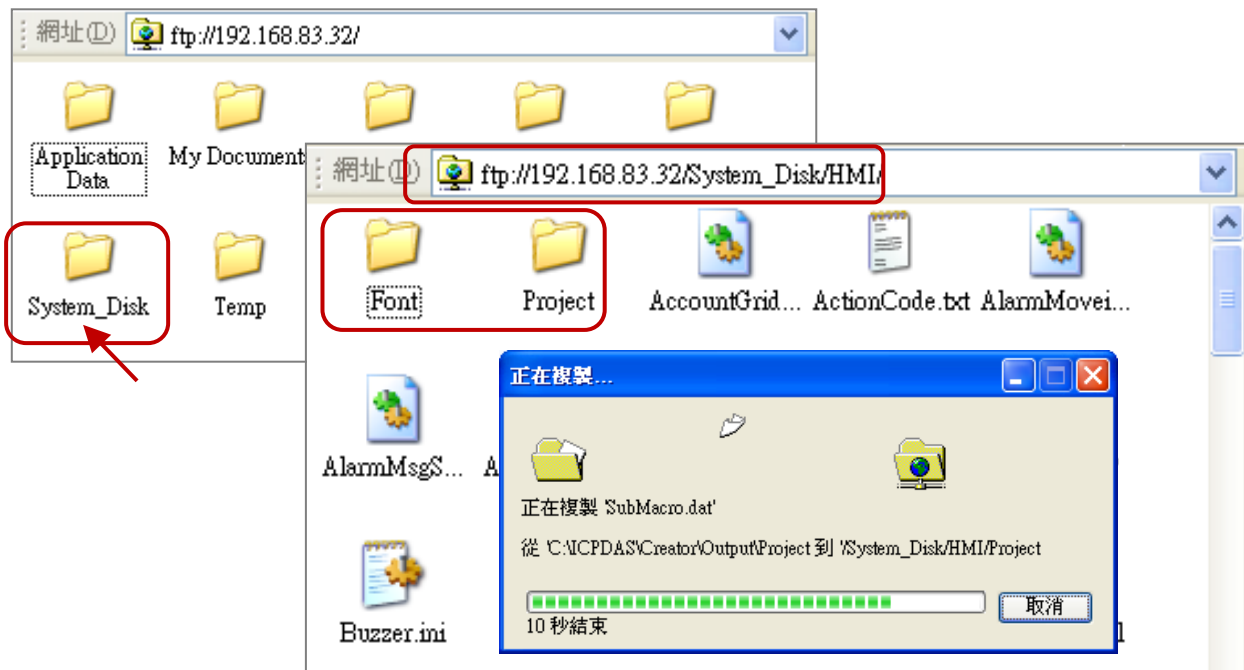 網址(D) ftp://192.168.83.32/
Application Data
My Document
System_Disk
Temp
網址(D) ftp://192.168.83.32/System_Disk/HMI/
Font
Project
AccountGrid...
ActionCode.txt
AlarmMovei...
AlarmMsgS...
A
Buzzer.ini
正在複製...
正在複製 'SubMacro.dat'
從 'C:\ICPDAS\Creator\Output\Project 到 '/System_Disk/HMI/Project
10 秒結束
取消